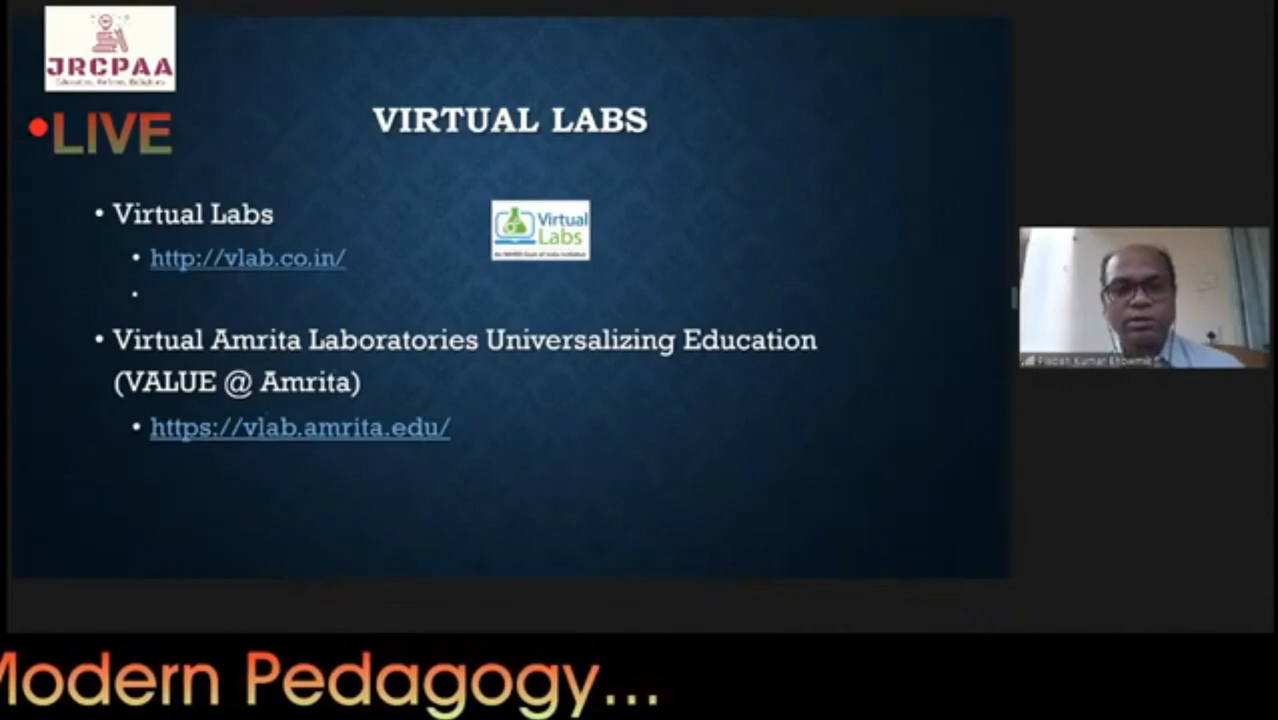 JRCPAA
LIVE
VIRTUAL LABS
• Virtual Labs
Virtual
Labs
• http://vlab.co.in/
•
• Virtual Amrita Laboratories Universalizing Education
(VALUE @ Amrita)
• https://vlab.amrita.edu/
Kumar
Modern Pedagogy...